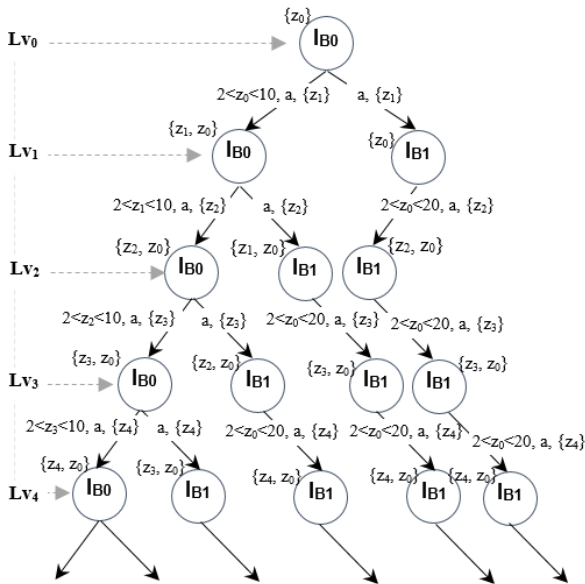 {z0}
Lv0
IB0
2<z0<10, a, {z1}
a, {z1}
{z1, z0}
{z0}
Lv1
IB0
IB1
2<z1<10, a, {z2}
a, {z2}
2<z0<20, a, {z2}
{z2, z0}
{z1, z0}
{z2, z0}
Lv2
IB0
IB1
IB1
2<z2<10, a, {z3}
a, {z3}
2<z0<20, a, {z3}
2<z0<20, a, {z3}
{z3, z0}
{z2, z0}
{z3, z0}
{z3, z0}
Lv3
IB0
IB1
IB1
IB1
2<z3<10, a, {z4}
a, {z4}
2<z0<20, a, {z4}
2<z0<20, a, {z4}
2<z0<20, a, {z4}
{z4, z0}
{z3, z0}
{z4, z0}
{z4, z0}
{z4, z0}
Lv4
IB0
IB1
IB1
IB1
IB1